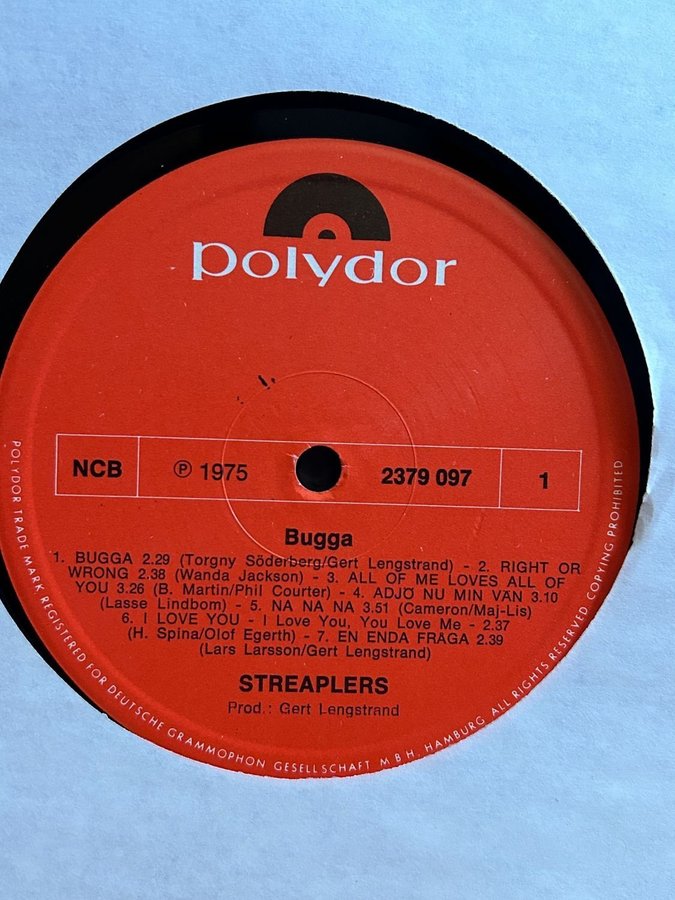 polydor
NCB ℗ 1975 2379 097 1
Bugga
1. BUGGA 2.29 (Torgny Söderberg/Gert Lengstrand) - 2. RIGHT OR
WRONG 2.38 (Wanda Jackson) - 3. ALL OF ME LOVES ALL OF
YOU 3.26 (B. Martin/Phil Courter) - 4. ADJÖ NU MIN VÄN 3.10
(Lasse Lindbom) - 5. NA NA NA 3.51 (Cameron/Maj-Lis)
6. I LOVE YOU - I Love You, You Love Me - 2.37
(H. Spina/Olof Egerth) - 7. EN ENDA FRÅGA 2.39
(Lars Larsson/Gert Lengstrand)
STREAPLERS
Prod.: Gert Lengstrand
POLYDOR TRADE MARK REGISTERED FOR DEUTSCHE GRAMMOPHON GESELLSCHAFT M B H. HAMBURG ALL RIGHTS RESERVED COPYING PROHIBITED